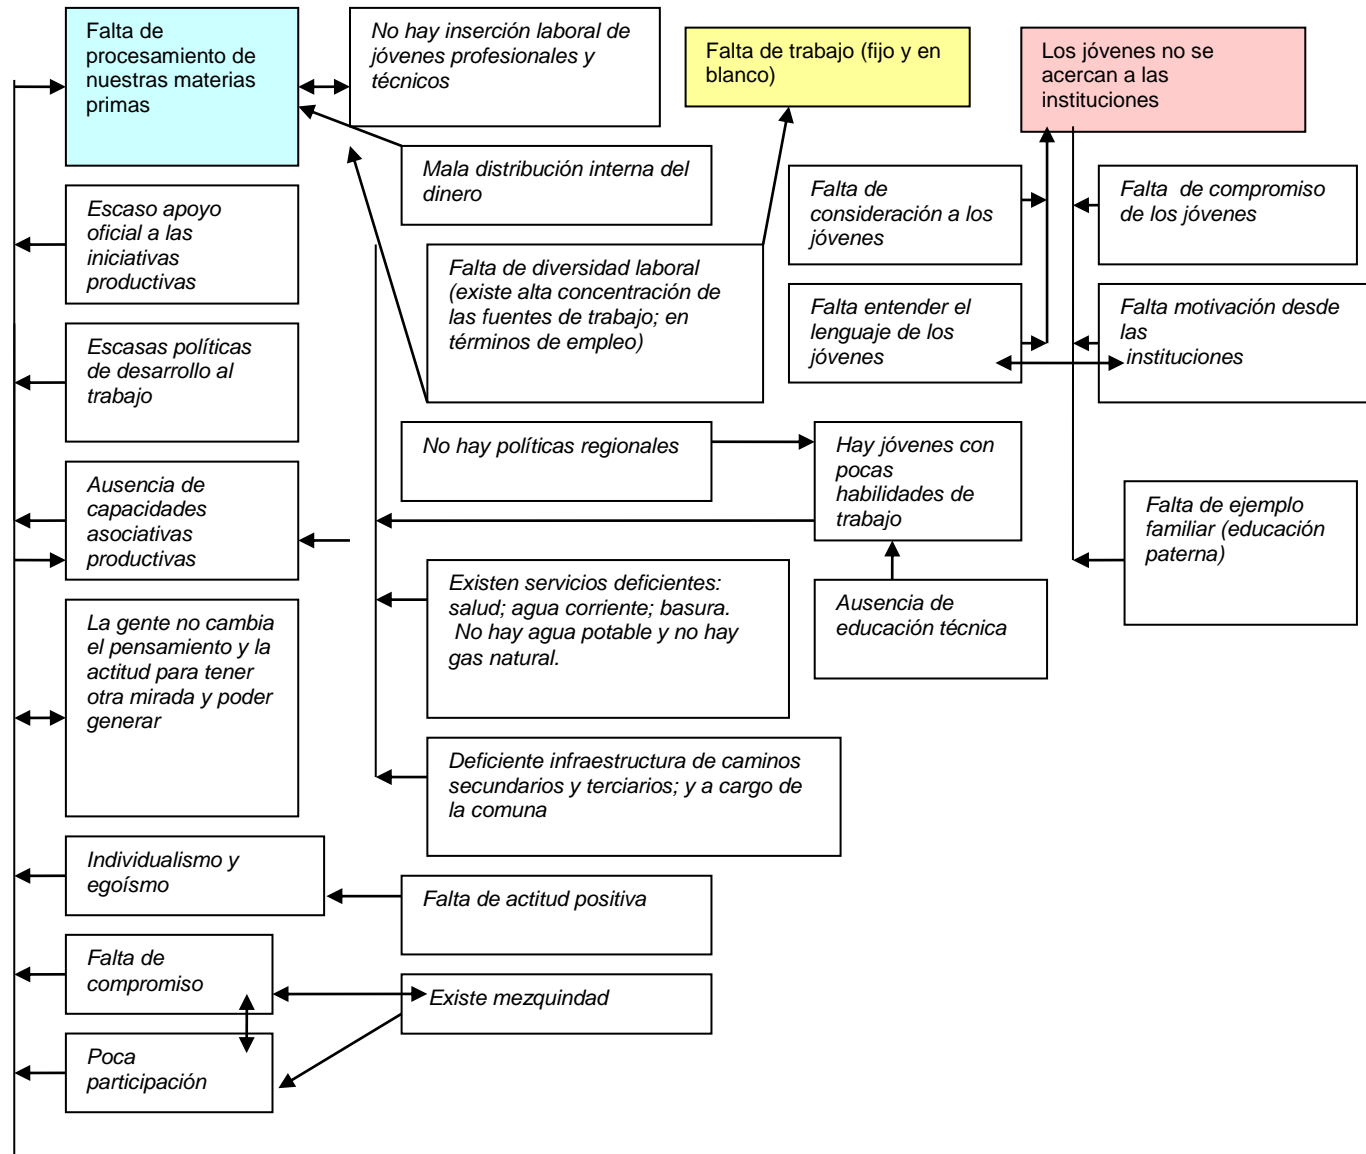 Falta de
procesamiento de
nuestras materias
primas
No hay inserción laboral de
jóvenes profesionales y
técnicos
Falta de trabajo (fijo y en
blanco)
Los jóvenes no se
acercan a las
instituciones
Mala distribución interna del
dinero
Falta de
consideración a los
jóvenes
Falta  de compromiso
de los jóvenes
Escaso apoyo
oficial a las
iniciativas
productivas
Falta de diversidad laboral
(existe alta concentración de
las fuentes de trabajo; en
términos de empleo)
Falta entender el
lenguaje de los
jóvenes
Falta motivación desde
las
instituciones
Escasas políticas
de desarrollo al
trabajo
No hay políticas regionales
Hay jóvenes con
pocas
habilidades de
trabajo
Ausencia de
capacidades
asociativas
productivas
Falta de ejemplo
familiar (educación
paterna)
Existen servicios deficientes:
salud; agua corriente; basura.
No hay agua potable y no hay
gas natural.
Ausencia de
educación técnica
La gente no cambia
el pensamiento y la
actitud para tener
otra mirada y poder
generar
Deficiente infraestructura de caminos
secundarios y terciarios; y a cargo de
la comuna
Individualismo y
egoísmo
Falta de actitud positiva
Falta de
compromiso
Existe mezquindad
Poca
participación